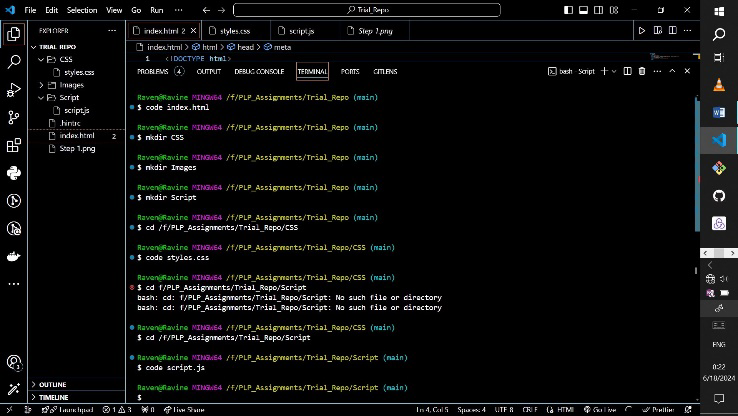 File Edit Selection View Go Run ··· Trial_Repo
EXPLORER ···
TRIAL REPO
CSS
styles.css
Images
Script
script.js
.hintrc
index.html 2
Step 1.png
OUTLINE
TIMELINE
index.html 2 styles.css script.js Step 1.png
index.html > html > head > meta
1 <!DOCTYPE html>
PROBLEMS 4 OUTPUT DEBUG CONSOLE TERMINAL PORTS GITLENS bash - Script
Raven@Ravine MINGW64 /f/PLP_Assignments/Trial_Repo (main)
$ code index.html
Raven@Ravine MINGW64 /f/PLP_Assignments/Trial_Repo (main)
$ mkdir CSS
Raven@Ravine MINGW64 /f/PLP_Assignments/Trial_Repo (main)
$ mkdir Images
Raven@Ravine MINGW64 /f/PLP_Assignments/Trial_Repo (main)
$ mkdir Script
Raven@Ravine MINGW64 /f/PLP_Assignments/Trial_Repo (main)
$ cd /f/PLP_Assignments/Trial_Repo/CSS
Raven@Ravine MINGW64 /f/PLP_Assignments/Trial_Repo/CSS (main)
$ code styles.css
Raven@Ravine MINGW64 /f/PLP_Assignments/Trial_Repo/CSS (main)
$ cd f/PLP_Assignments/Trial_Repo/Script
bash: cd: f/PLP_Assignments/Trial_Repo/Script: No such file or directory
bash: cd: f/PLP_Assignments/Trial_Repo/Script: No such file or directory
Raven@Ravine MINGW64 /f/PLP_Assignments/Trial_Repo/CSS (main)
$ cd /f/PLP_Assignments/Trial_Repo/Script
Raven@Ravine MINGW64 /f/PLP_Assignments/Trial_Repo/Script (main)
$ code script.js
Raven@Ravine MINGW64 /f/PLP_Assignments/Trial_Repo/Script (main)
$
Launchpad 1 3 0 Live Share Ln 4, Col 5 Spaces: 4 UTF-8 CRLF HTML Go Live Prettier
ENG
0:22
6/18/2024